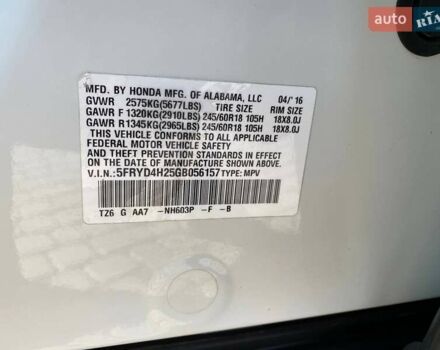 RIA
MFD. BY HONDA MFG. OF ALABAMA, LLC 04/'16
GVWR 2575KG(5677LBS) TIRE SIZE RIM SIZE
GAWR F 1320KG(2910LBS) 245/60R18 105H 18X8.0J
GAWR R1345KG(2965LBS) 245/60R18 105H 18X8.0J
THIS VEHICLE CONFORMS TO ALL APPLICABLE
FEDERAL MOTOR VEHICLE SAFETY
AND THEFT PREVENTION STANDARDS IN EFFECT
ON THE DATE OF MANUFACTURE SHOWN ABOVE.
V.I.N.:5FRYD4H25GB056157 TYPE: MPV
TZ6 G AA7 -NH603P -F -B